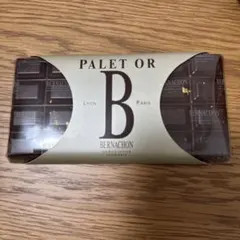 PALET OR
B
LYON PARIS
BERNACHON